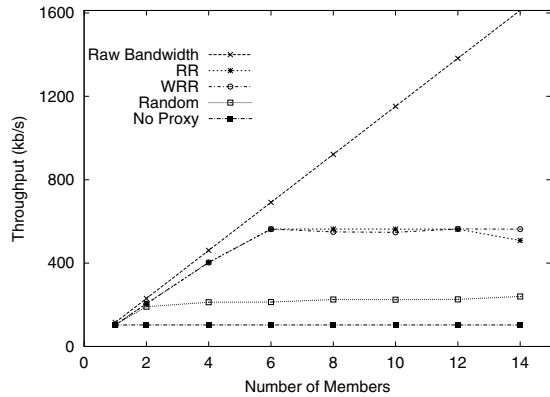 1600
1200
800
400
0
Throughput (kb/s)
Raw Bandwidth
RR
WRR
Random
No Proxy
0 2 4 6 8 10 12 14
Number of Members